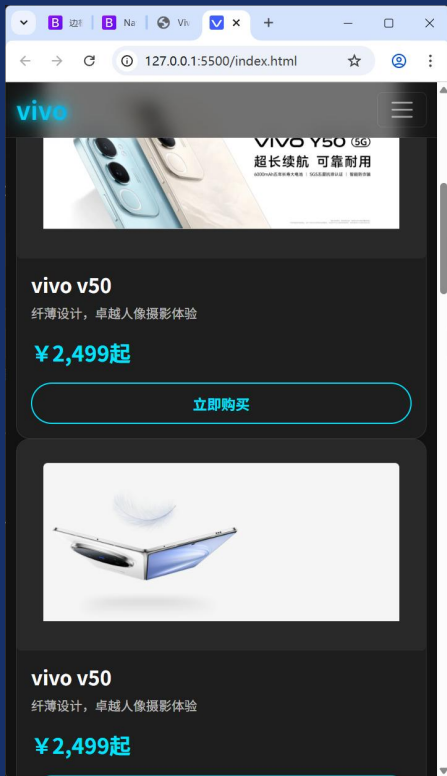 Na
Viv
127.0.0.1:5500/index.html
vivo
vivo Y50 5G
超长续航 可靠耐用
vivo v50
纤薄设计，卓越人像摄影体验
￥2,499起
立即购买
vivo v50
纤薄设计，卓越人像摄影体验
￥2,499起